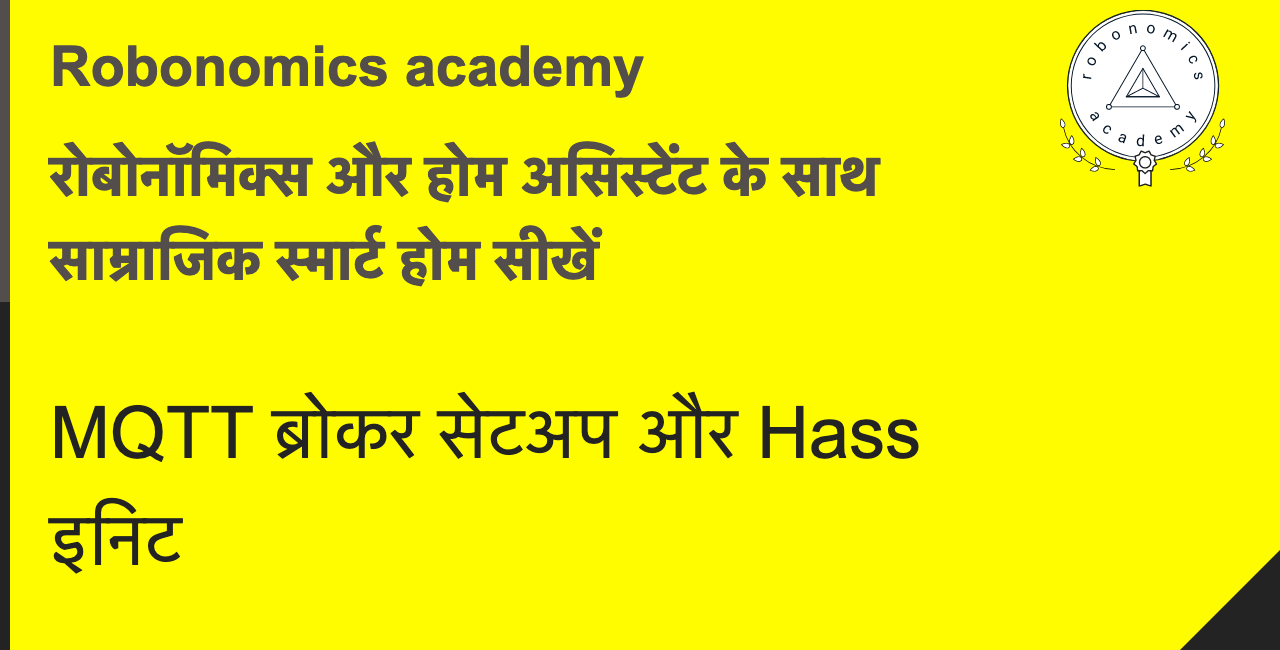 Robonomics academy
robonomics
academy
रोबोनॉमिक्स और होम असिस्टेंट के साथ
साम्राजिक स्मार्ट होम सीखें
MQTT ब्रोकर सेटअप और Hass
इनिट